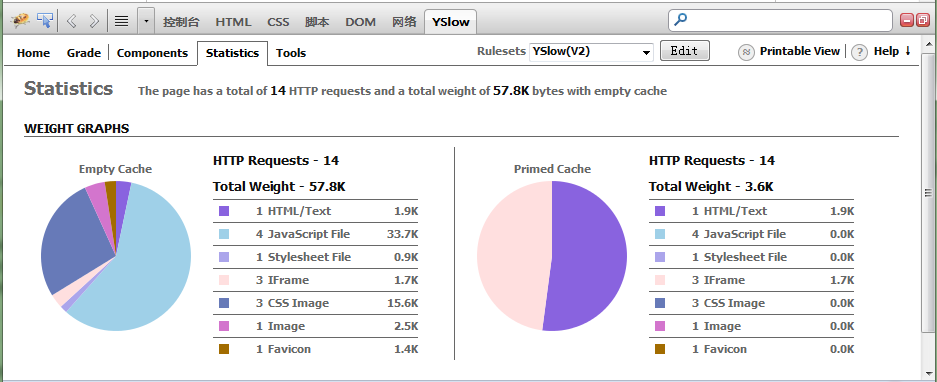 控制台 HTML CSS 脚本 DOM 网络 YSlow
Home Grade Components Statistics Tools Rulesets YSlow(V2) Edit Printable View ? Help ↓
Statistics The page has a total of 14 HTTP requests and a total weight of 57.8K bytes with empty cache
WEIGHT GRAPHS
Empty Cache
HTTP Requests - 14
Total Weight - 57.8K
1 HTML/Text 1.9K
4 JavaScript File 33.7K
1 Stylesheet File 0.9K
3 IFrame 1.7K
3 CSS Image 15.6K
1 Image 2.5K
1 Favicon 1.4K
Primed Cache
HTTP Requests - 14
Total Weight - 3.6K
1 HTML/Text 1.9K
4 JavaScript File 0.0K
1 Stylesheet File 0.0K
3 IFrame 1.7K
3 CSS Image 0.0K
1 Image 0.0K
1 Favicon 0.0K